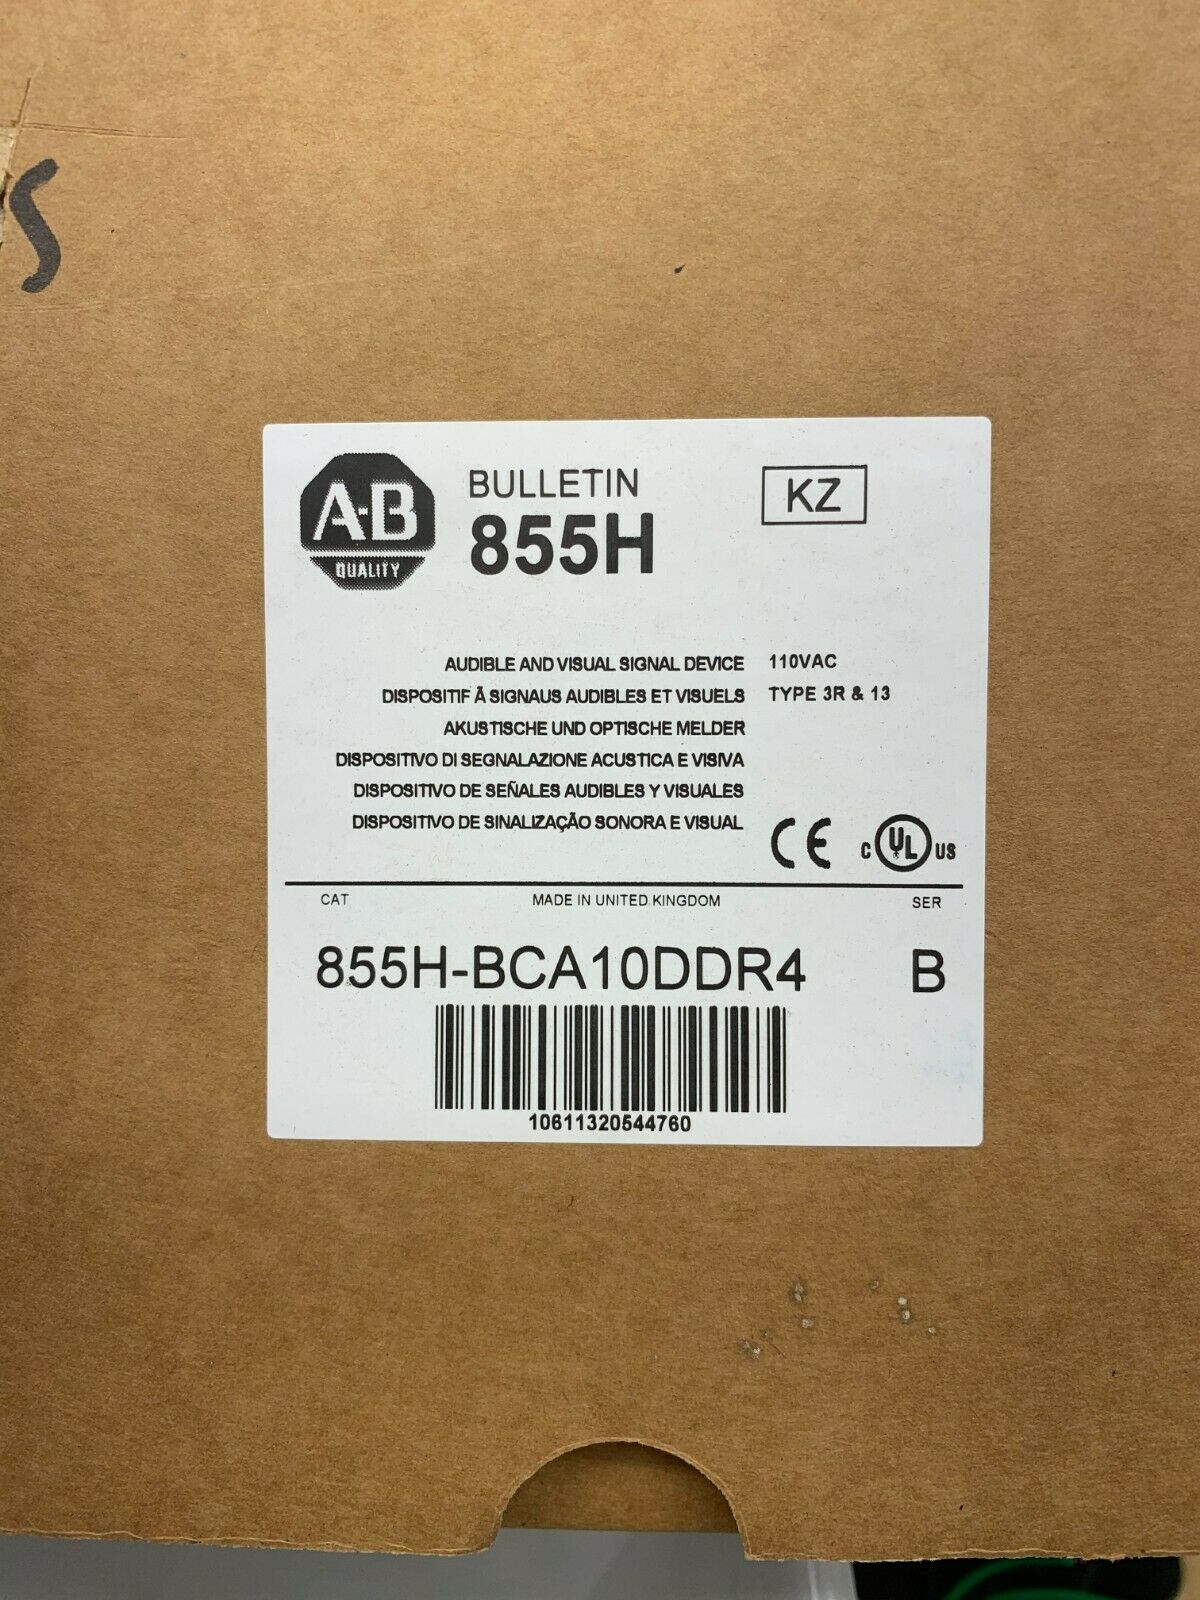 S
A-B
QUALITY
BULLETIN
855H
KZ
AUDIBLE AND VISUAL SIGNAL DEVICE 110VAC
DISPOSITIF Ã SIGNAUS AUDIBLES ET VISUELS TYPE 3R & 13
AKUSTISCHE UND OPTISCHE MELDER
DISPOSITIVO DI SEGNALAZIONE ACUSTICA E VISIVA
DISPOSITIVO DE SEÑALES AUDIBLES Y VISUALES
DISPOSITIVO DE SINALIZAÇÃO SONORA E VISUAL
CE C UL US
CAT MADE IN UNITED KINGDOM SER
855H-BCA10DDR4 B
10611320544760